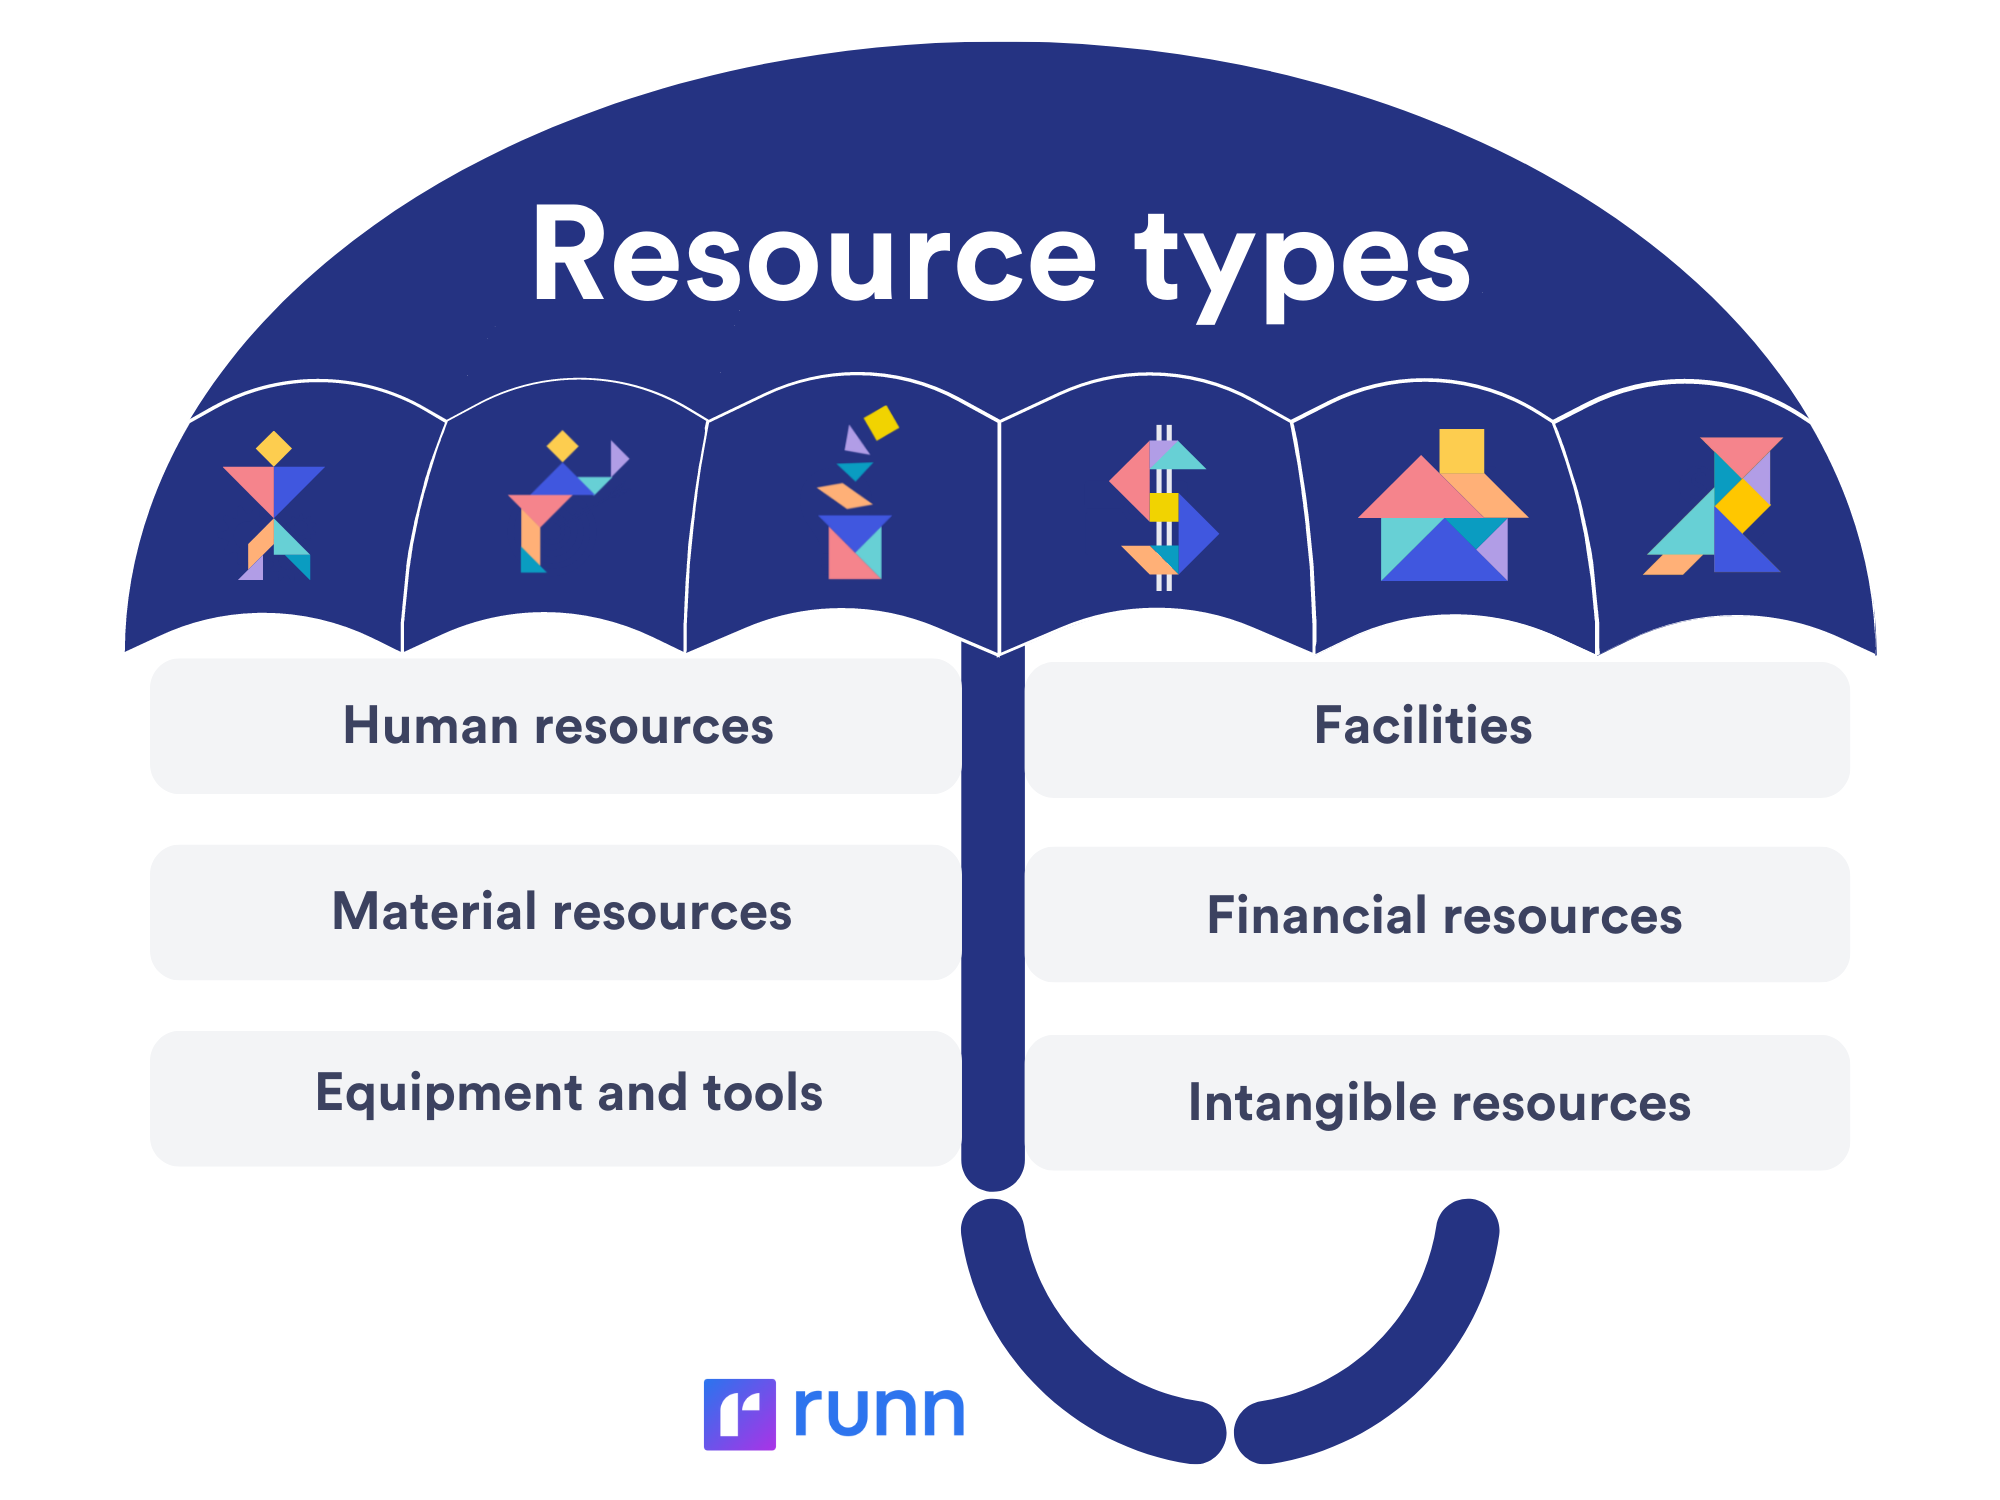 Resource types
Human resources
Facilities
Material resources
Financial resources
Equipment and tools
Intangible resources
runn